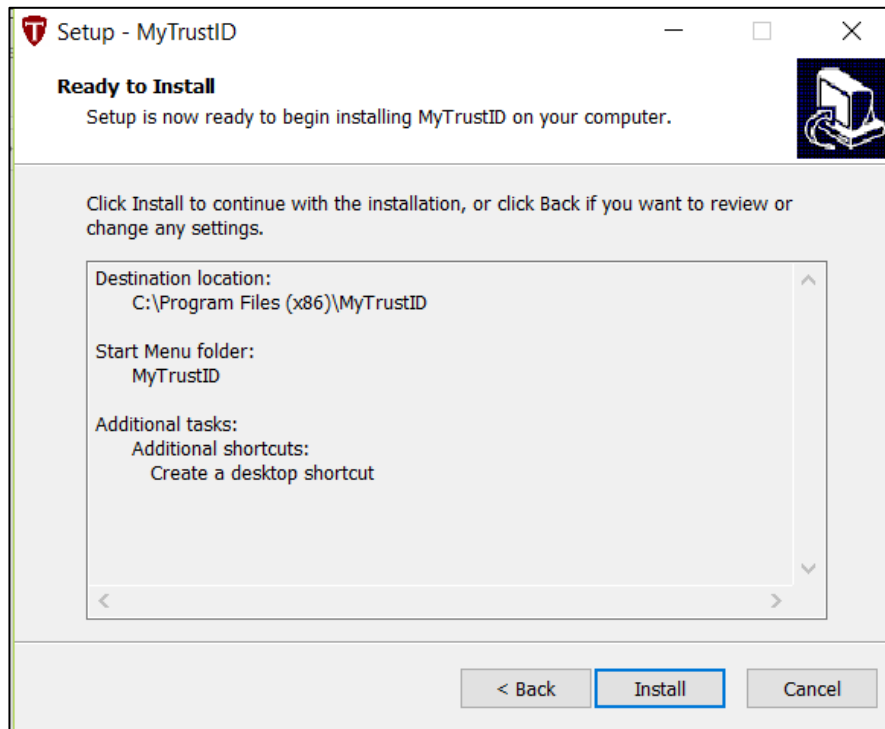 Setup - MyTrustID
Ready to Install
Setup is now ready to begin installing MyTrustID on your computer.
Click Install to continue with the installation, or click Back if you want to review or
change any settings.
Destination location:
C:\Program Files (x86)\MyTrustID
Start Menu folder:
MyTrustID
Additional tasks:
Additional shortcuts:
Create a desktop shortcut
< Back Install Cancel